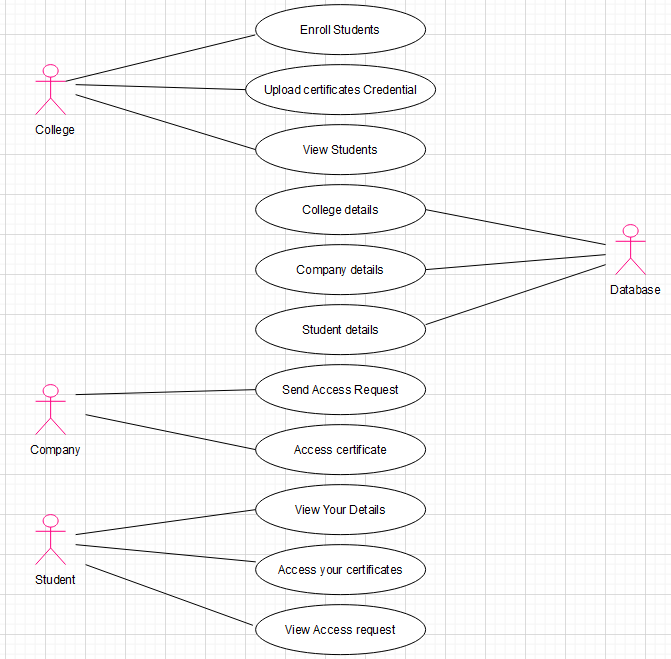 Enroll Students
Upload certificates Credential
College
View Students
College details
Company details
Database
Student details
Send Access Request
Company
Access certificate
View Your Details
Access your certificates
Student
View Access request